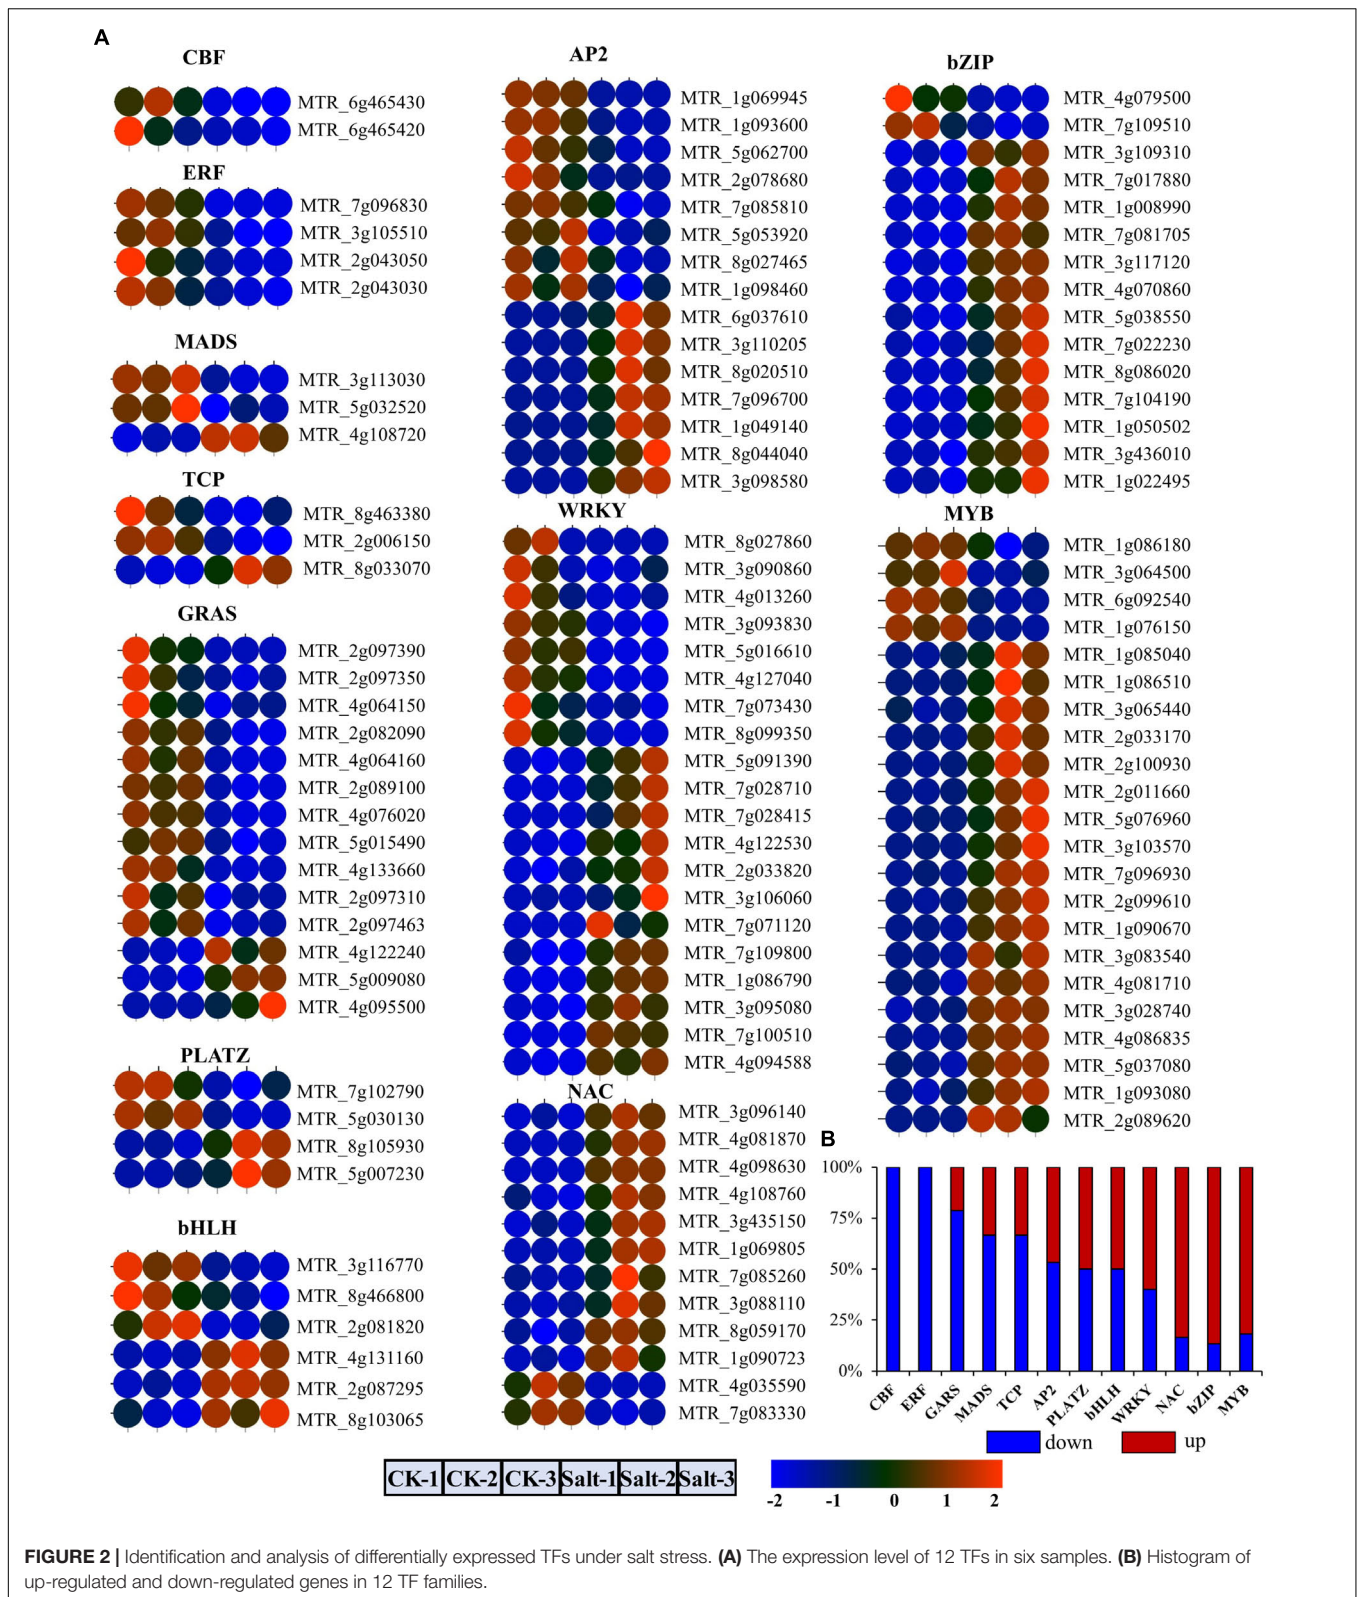 A
CBF
MTR_6g465430
MTR_6g465420
ERF
MTR_7g096830
MTR_3g105510
MTR_2g043050
MTR_2g043030
MADS
MTR_3g113030
MTR_5g032520
MTR_4g108720
TCP
MTR_8g463380
MTR_2g006150
MTR_8g033070
GRAS
MTR_2g097390
MTR_2g097350
MTR_4g064150
MTR_2g082090
MTR_4g064160
MTR_2g089100
MTR_4g076020
MTR_5g015490
MTR_4g133660
MTR_2g097310
MTR_2g097463
MTR_4g122240
MTR_5g009080
MTR_4g095500
PLATZ
MTR_7g102790
MTR_5g030130
MTR_8g105930
MTR_5g007230
bHLH
MTR_3g116770
MTR_8g466800
MTR_2g081820
MTR_4g131160
MTR_2g087295
MTR_8g103065
AP2
MTR_1g069945
MTR_1g093600
MTR_5g062700
MTR_2g078680
MTR_7g085810
MTR_5g053920
MTR_8g027465
MTR_1g098460
MTR_6g037610
MTR_3g110205
MTR_8g020510
MTR_7g096700
MTR_1g049140
MTR_8g044040
MTR_3g098580
WRKY
MTR_8g027860
MTR_3g090860
MTR_4g013260
MTR_3g093830
MTR_5g016610
MTR_4g127040
MTR_7g073430
MTR_8g099350
MTR_5g091390
MTR_7g028710
MTR_7g028415
MTR_4g122530
MTR_2g033820
MTR_3g106060
MTR_7g071120
MTR_7g109800
MTR_1g086790
MTR_3g095080
MTR_7g100510
MTR_4g094588
NAC
MTR_3g096140
MTR_4g081870
MTR_4g098630
MTR_4g108760
MTR_3g435150
MTR_1g069805
MTR_7g085260
MTR_3g088110
MTR_8g059170
MTR_1g090723
MTR_4g035590
MTR_7g083330
bZIP
MTR_4g079500
MTR_7g109510
MTR_3g109310
MTR_7g017880
MTR_1g008990
MTR_7g081705
MTR_3g117120
MTR_4g070860
MTR_5g038550
MTR_7g022230
MTR_8g086020
MTR_7g104190
MTR_1g050502
MTR_3g436010
MTR_1g022495
MYB
MTR_1g086180
MTR_3g064500
MTR_6g092540
MTR_1g076150
MTR_1g085040
MTR_1g086510
MTR_3g065440
MTR_2g033170
MTR_2g100930
MTR_2g011660
MTR_5g076960
MTR_3g103570
MTR_7g096930
MTR_2g099610
MTR_1g090670
MTR_3g083540
MTR_4g081710
MTR_3g028740
MTR_4g086835
MTR_5g037080
MTR_1g093080
MTR_2g089620
B
100%
75%
50%
25%
0%
CBF ERF GARS MADS TCP AP2 PLATZ bHLH WRKY NAC bZIP MYB
down up
CK-1 CK-2 CK-3 Salt-1 Salt-2 Salt-3
-2 -1 0 1 2
FIGURE 2 | Identification and analysis of differentially expressed TFs under salt stress. (A) The expression level of 12 TFs in six samples. (B) Histogram of
up-regulated and down-regulated genes in 12 TF families.